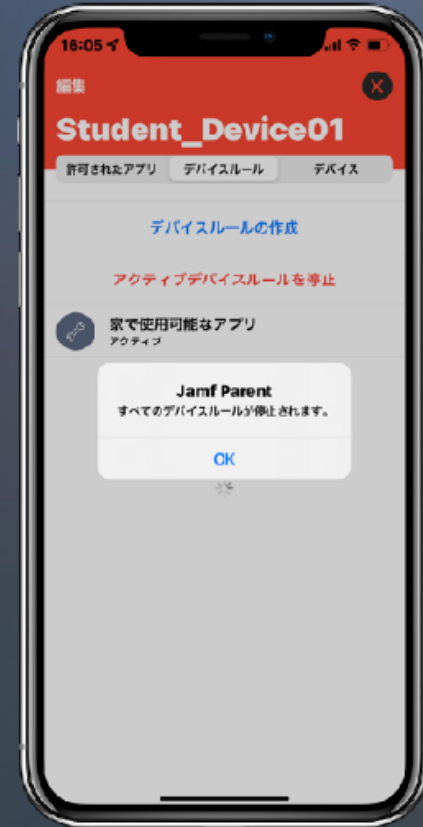 16:05
編集
Student_Device01
許可されたアプリ デバイスルール デバイス
デバイスルールの作成
アクティブデバイスルールを停止
家で使用可能なアプリ
アクティブ
Jamf Parent
すべてのデバイスルールが停止されます。
OK